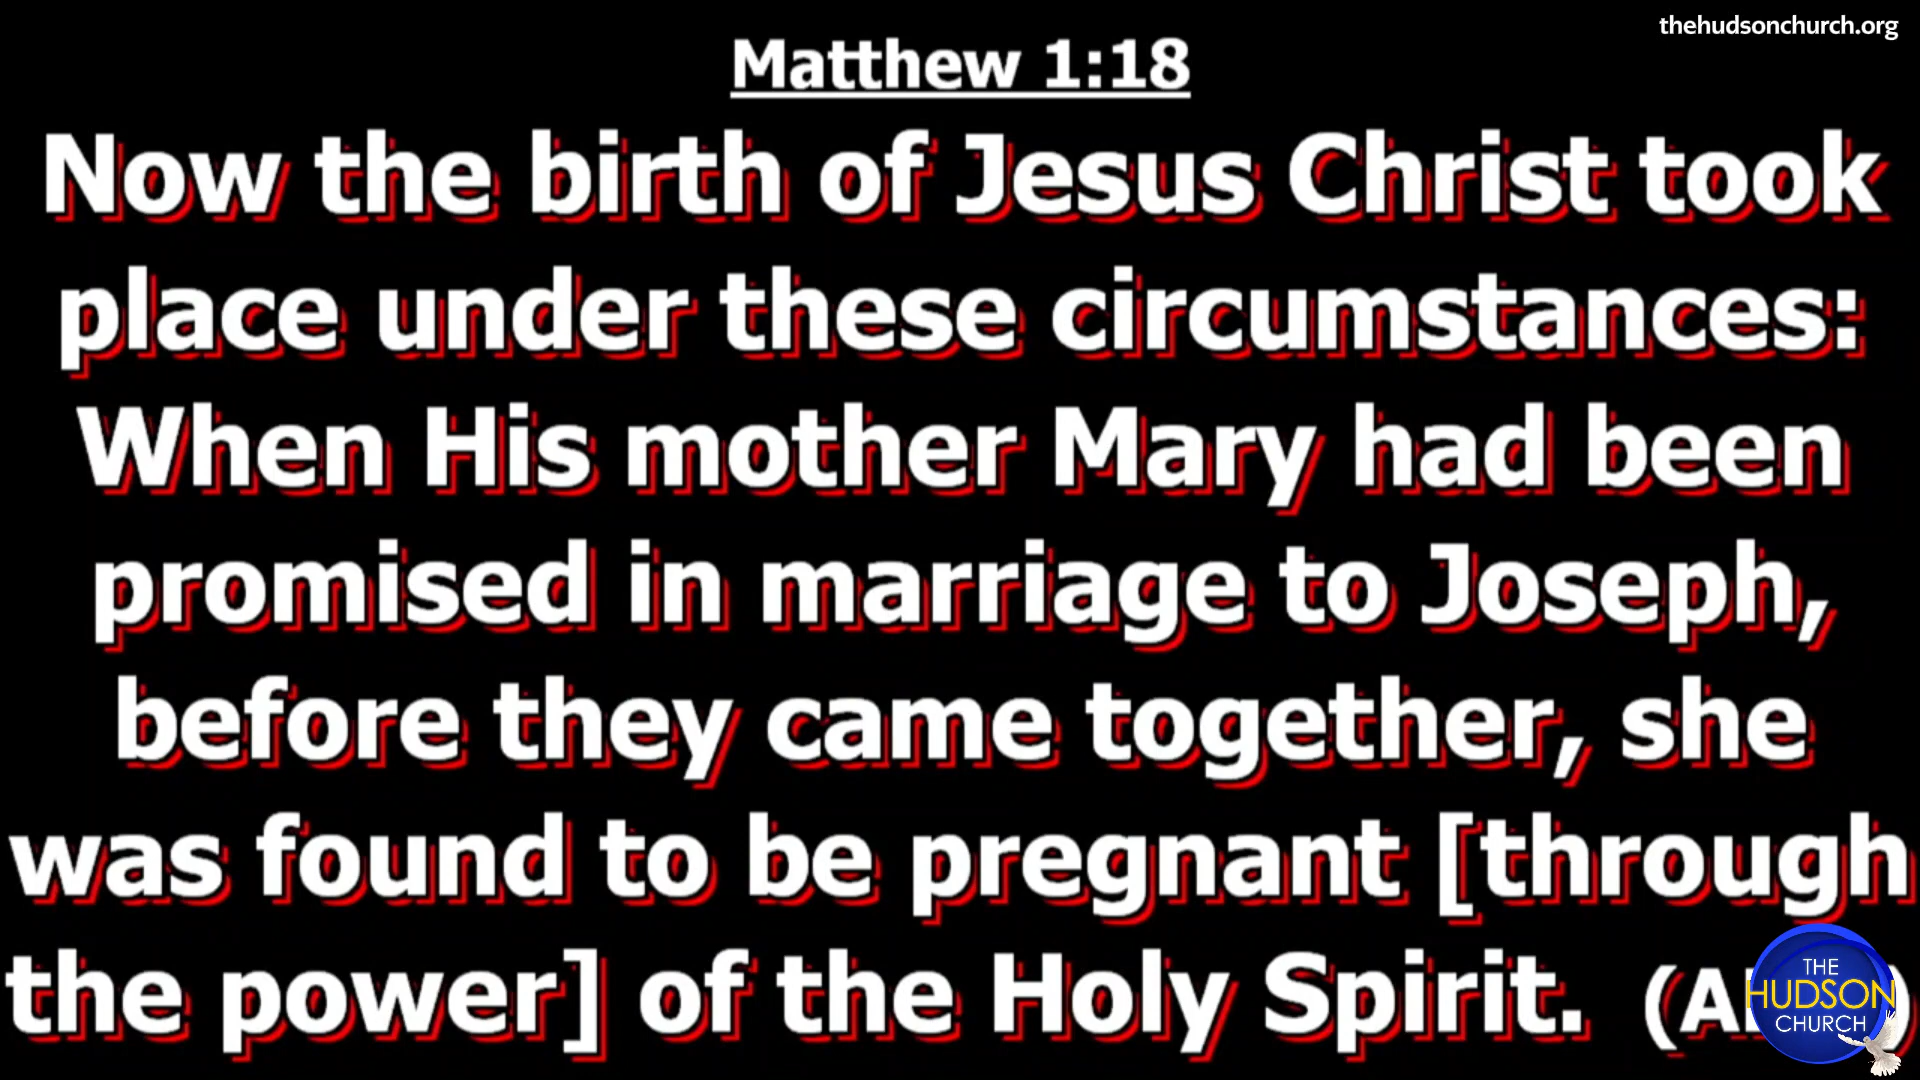 thehudsonchurch.org
Matthew 1:18
Now the birth of Jesus Christ took
place under these circumstances:
When His mother Mary had been
promised in marriage to Joseph,
before they came together, she
was found to be pregnant [through
the power] of the Holy Spirit.
THE
HUDSON
CHURCH